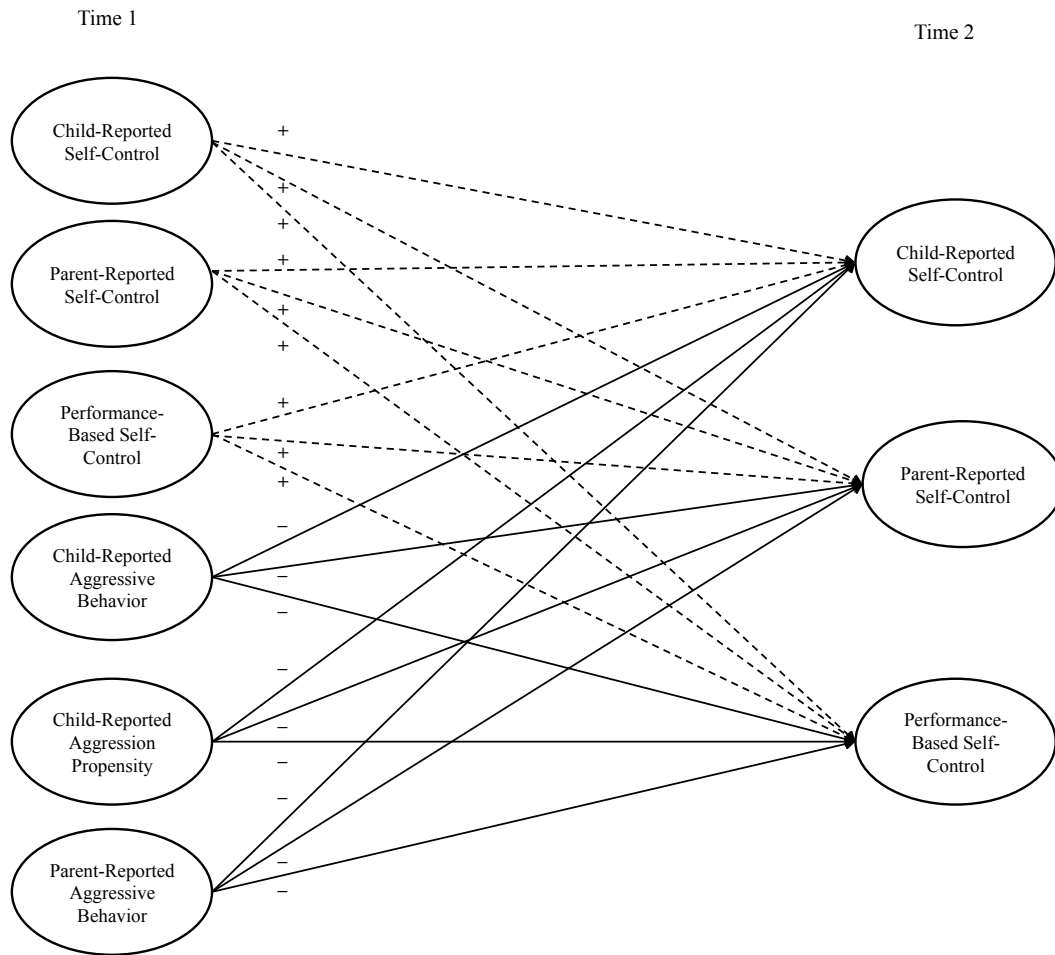 Time 1
Time 2
Child-Reported
Self-Control
+
+
+
Parent-Reported
Self-Control
+
+
+
Performance-
Based Self-
Control
+
+
+
Child-Reported
Aggressive
Behavior
–
–
–
Child-Reported
Aggression
Propensity
–
–
–
Parent-Reported
Aggressive
Behavior
–
–
–
Child-Reported
Self-Control
Parent-Reported
Self-Control
Performance-
Based Self-
Control